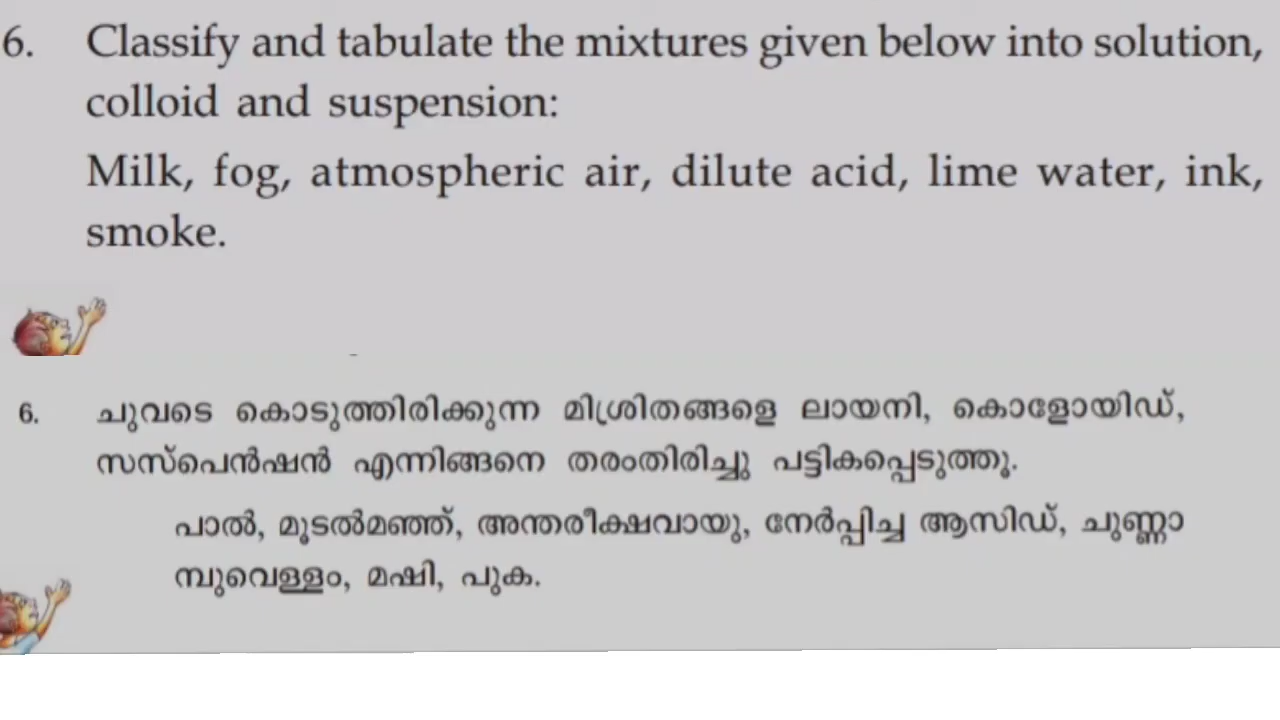 6. Classify and tabulate the mixtures given below into solution,
colloid and suspension:
Milk, fog, atmospheric air, dilute acid, lime water, ink,
smoke.
6. ചുവടെ കൊടുത്തിരിക്കുന്ന മിശ്രിതങ്ങളെ ലായനി, കൊളോയിഡ്,
സസ്പെൻഷൻ എന്നിങ്ങനെ തരംതിരിച്ചു പട്ടികപ്പെടുത്തൂ.
പാൽ, മൂടൽമഞ്ഞ്, അന്തരീക്ഷവായു, നേർപ്പിച്ച ആസിഡ്, ചുണ്ണാ
മ്പുവെള്ളം, മഷി, പുക.